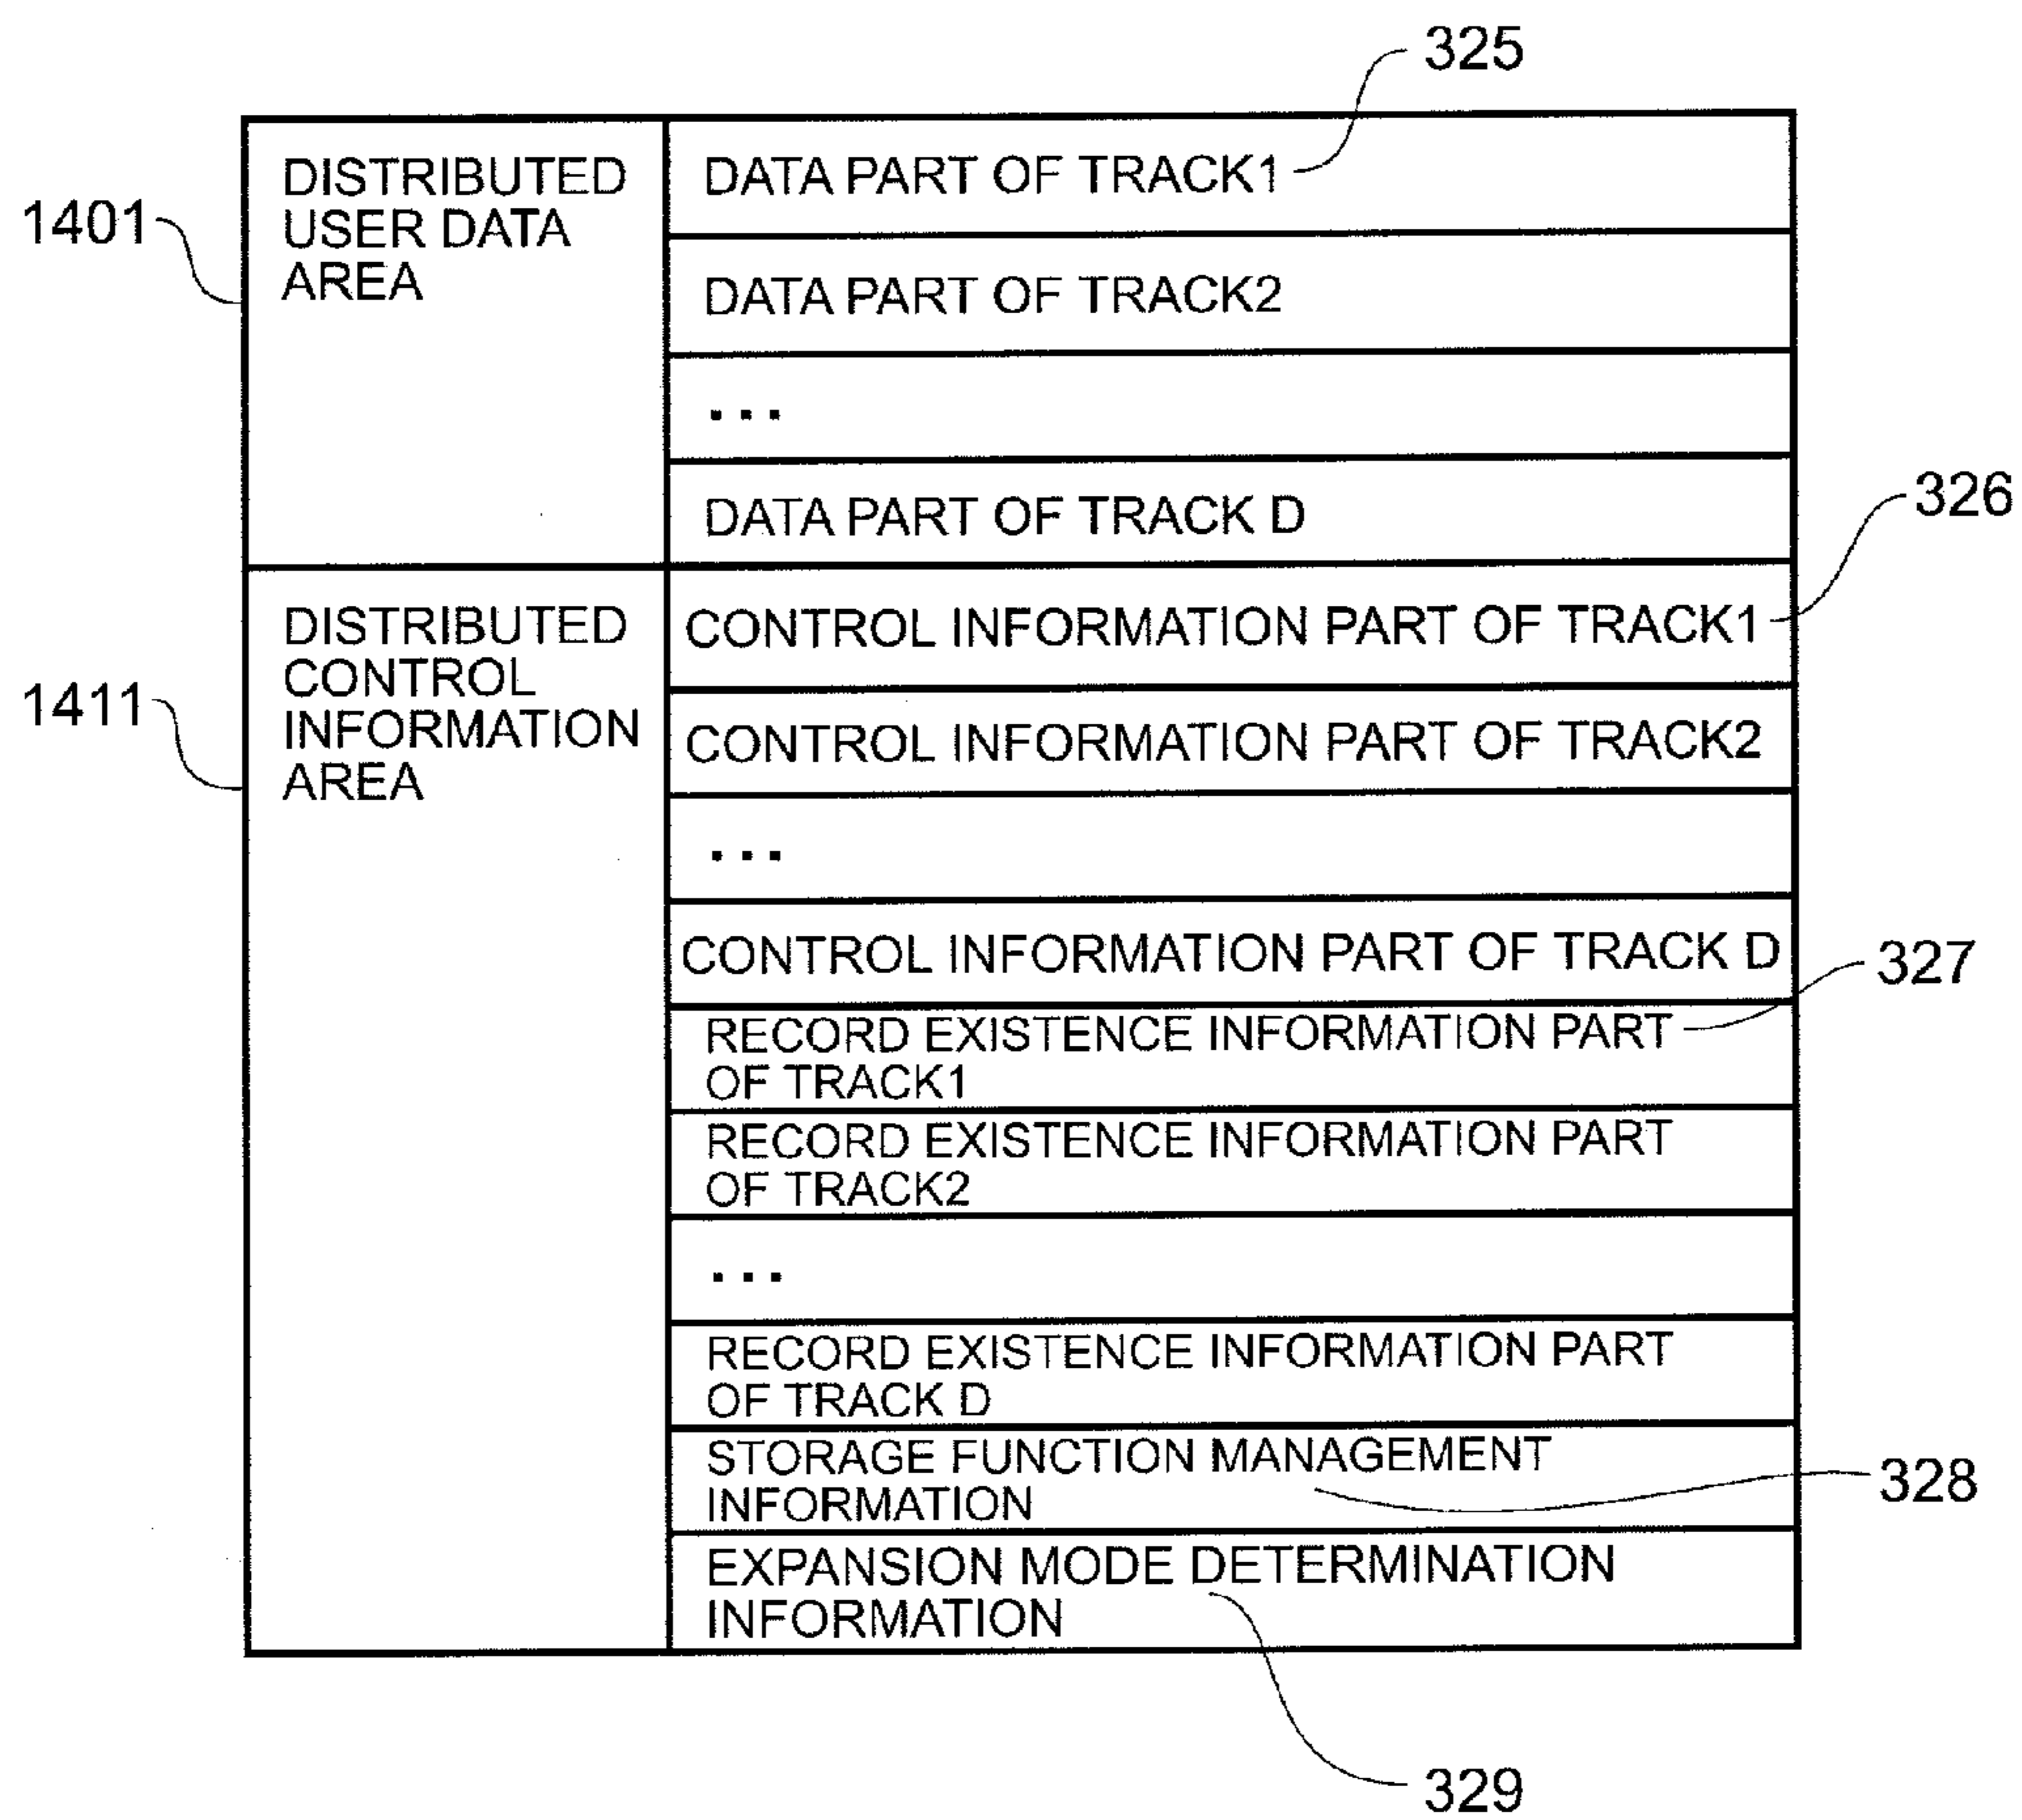 325
1401
DISTRIBUTED
USER DATA
AREA
DATA PART OF TRACK1
DATA PART OF TRACK2
...
DATA PART OF TRACK D
326
1411
DISTRIBUTED
CONTROL
INFORMATION
AREA
CONTROL INFORMATION PART OF TRACK1
CONTROL INFORMATION PART OF TRACK2
...
CONTROL INFORMATION PART OF TRACK D
327
RECORD EXISTENCE INFORMATION PART
OF TRACK1
RECORD EXISTENCE INFORMATION PART
OF TRACK2
...
RECORD EXISTENCE INFORMATION PART
OF TRACK D
STORAGE FUNCTION MANAGEMENT
INFORMATION
328
EXPANSION MODE DETERMINATION
INFORMATION
329